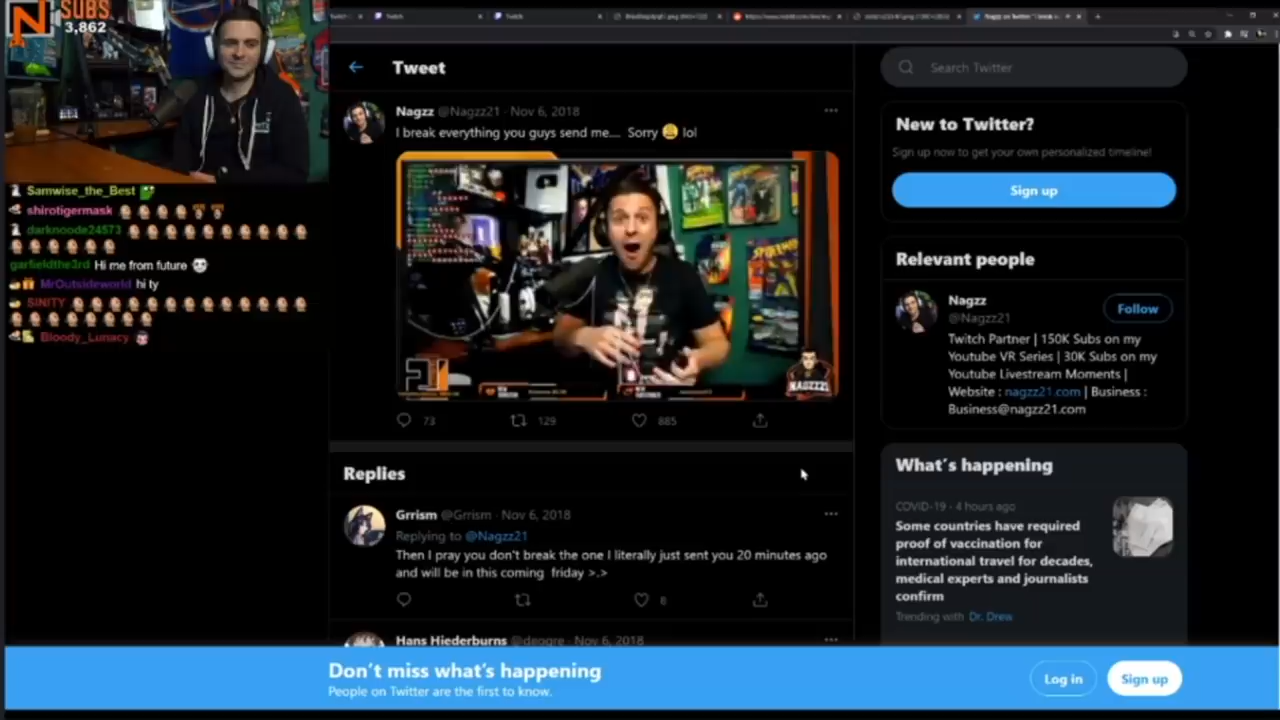 SUBS
3,862
Samwise_the_Best
shirotigermask
darknoode24573
garfieldthe3rd Hi me from future
MrOutsideworld hi ty
SINITY
Bloody_Lunacy
Twitch
Twitch
Tweet
Nagzz @Nagzz21 · Nov 6, 2018
I break everything you guys send me.... Sorry 😩 lol
NAGZZ21
73
129
885
Replies
Grrism @Grrism · Nov 6, 2018
Replying to @Nagzz21
Then I pray you don't break the one I literally just sent you 20 minutes ago
and will be in this coming friday >.>
8
Hans Hiederburns @deogre · Nov 6, 2018
Search Twitter
New to Twitter?
Sign up now to get your own personalized timeline!
Sign up
Relevant people
Nagzz
@Nagzz21
Follow
Twitch Partner | 150K Subs on my
Youtube VR Series | 30K Subs on my
Youtube Livestream Moments |
Website : nagzz21.com | Business :
Business@nagzz21.com
What's happening
COVID-19 · 4 hours ago
Some countries have required
proof of vaccination for
international travel for decades,
medical experts and journalists
confirm
Trending with Dr. Drew
Don't miss what's happening
People on Twitter are the first to know.
Log in
Sign up